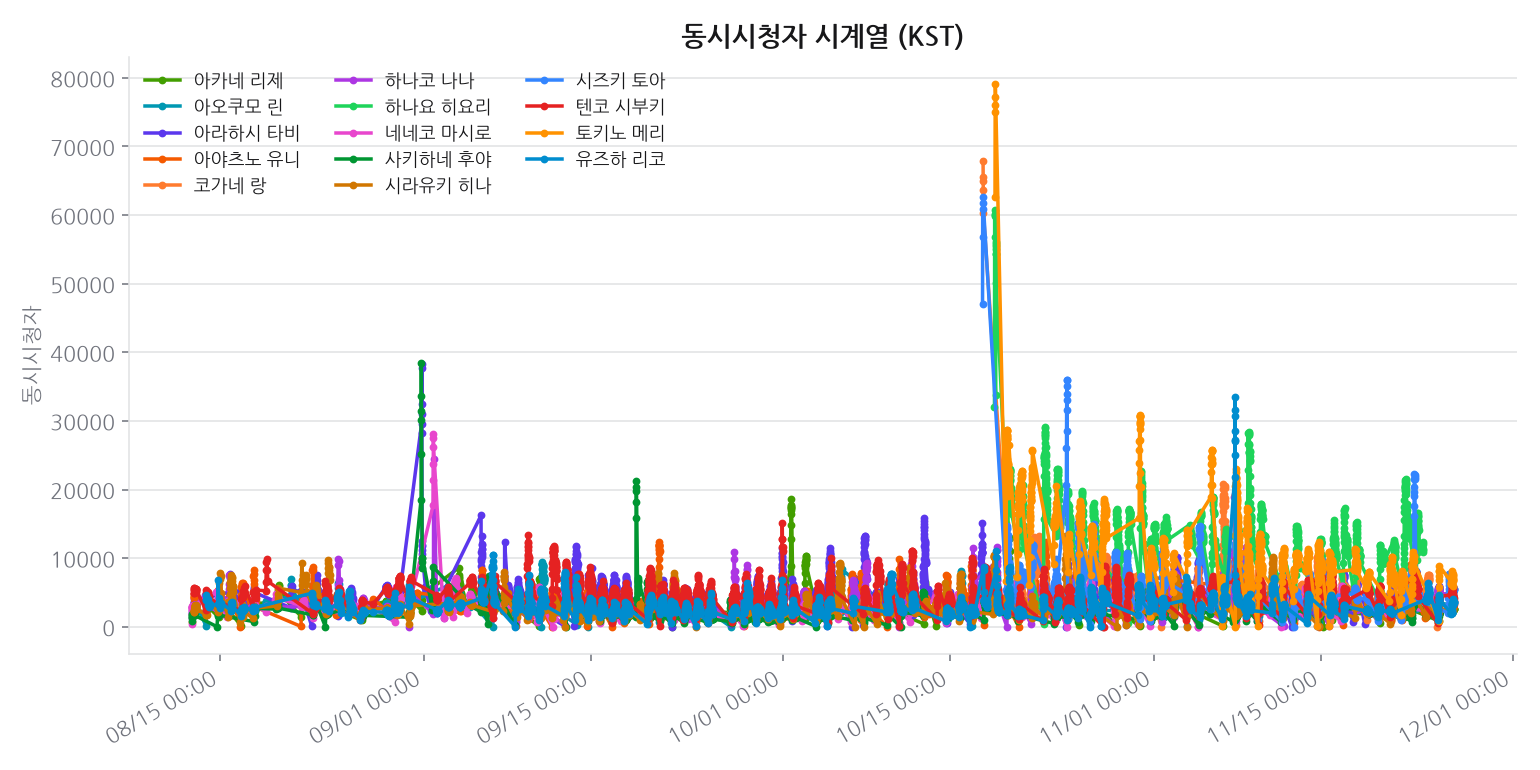 동시시청자 시계열 (KST)
동시시청자
80000
70000
60000
50000
40000
30000
20000
10000
0
아카네 리제
아오쿠모 린
아라하시 타비
아야츠노 유니
코가네 랑
하나코 나나
하나요 히요리
네네코 마시로
사키하네 후야
시라유키 히나
시즈키 토아
텐코 시부키
토키노 메리
유즈하 리코
08/15 00:00
09/01 00:00
09/15 00:00
10/01 00:00
10/15 00:00
11/01 00:00
11/15 00:00
12/01 00:00